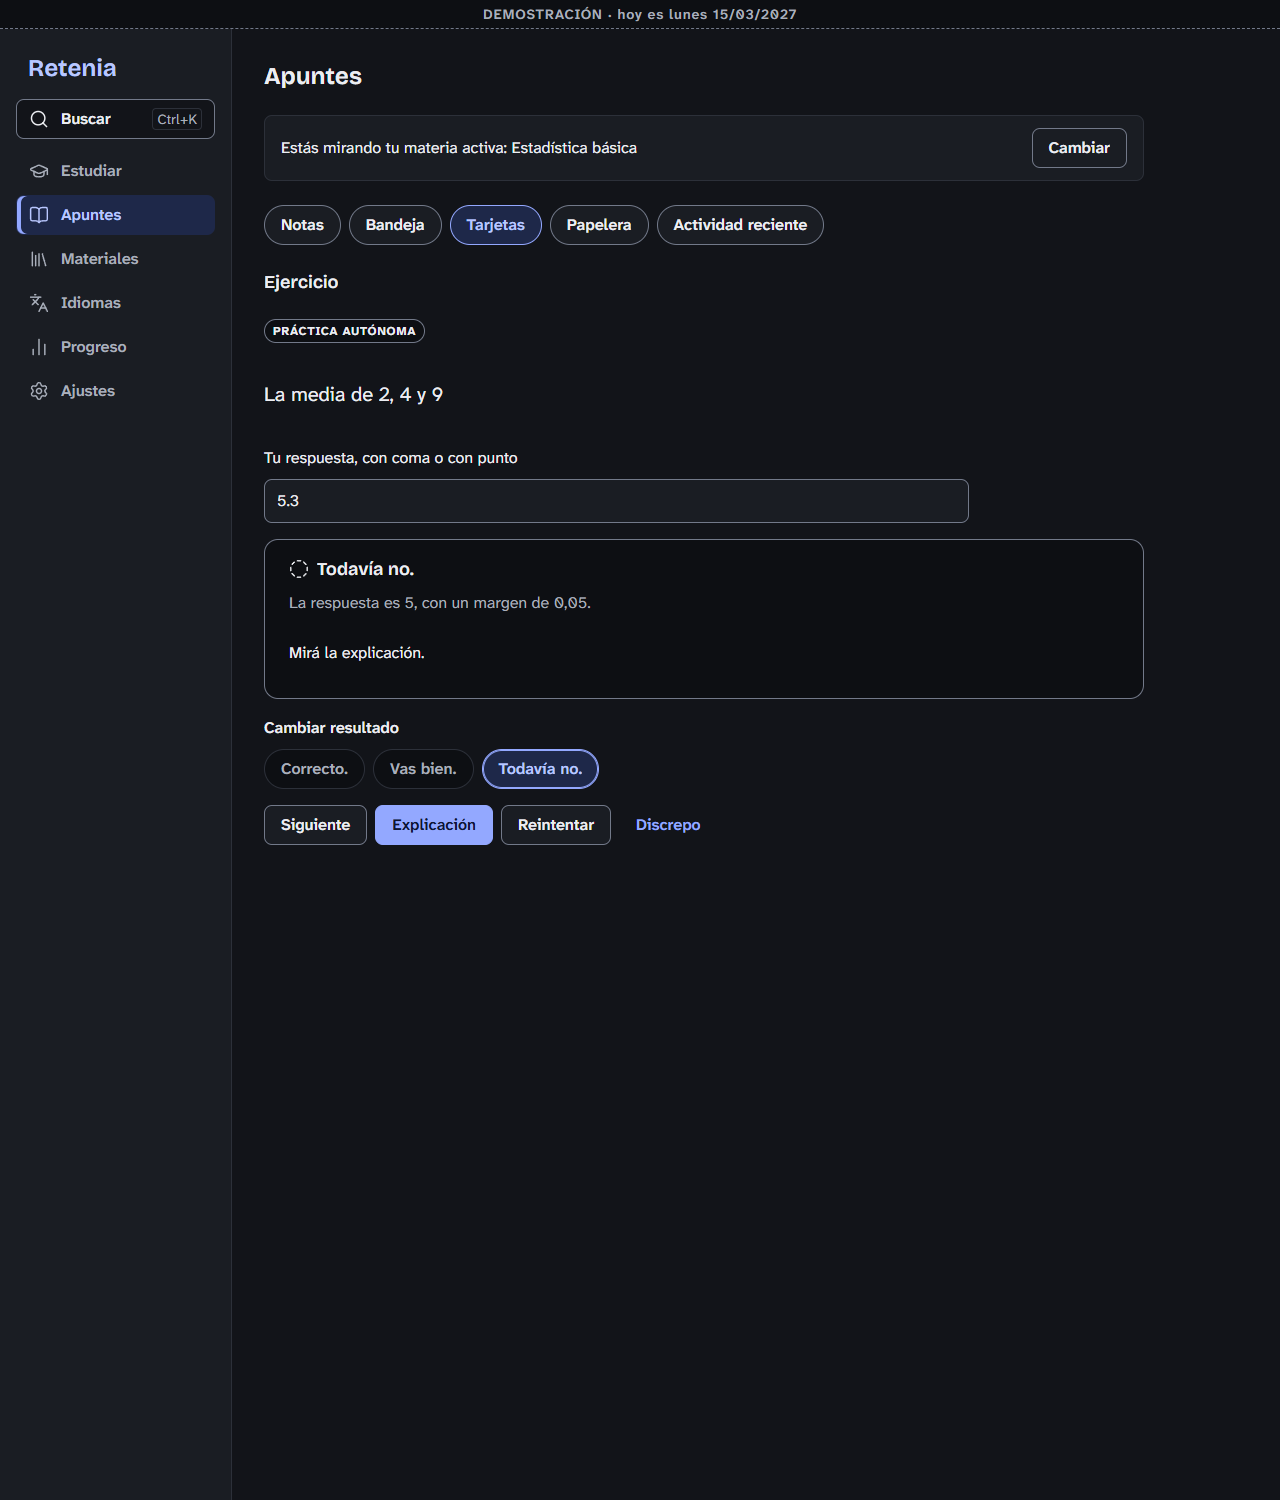 DEMOSTRACIÓN · hoy es lunes 15/03/2027
Retenia
Buscar Ctrl+K
Estudiar
Apuntes
Materiales
Idiomas
Progreso
Ajustes
Apuntes
Estás mirando tu materia activa: Estadística básica
Cambiar
Notas Bandeja Tarjetas Papelera Actividad reciente
Ejercicio
PRÁCTICA AUTÓNOMA
La media de 2, 4 y 9
Tu respuesta, con coma o con punto
5.3
Todavía no.
La respuesta es 5, con un margen de 0,05.
Mirá la explicación.
Cambiar resultado
Correcto. Vas bien. Todavía no.
Siguiente Explicación Reintentar Discrepo